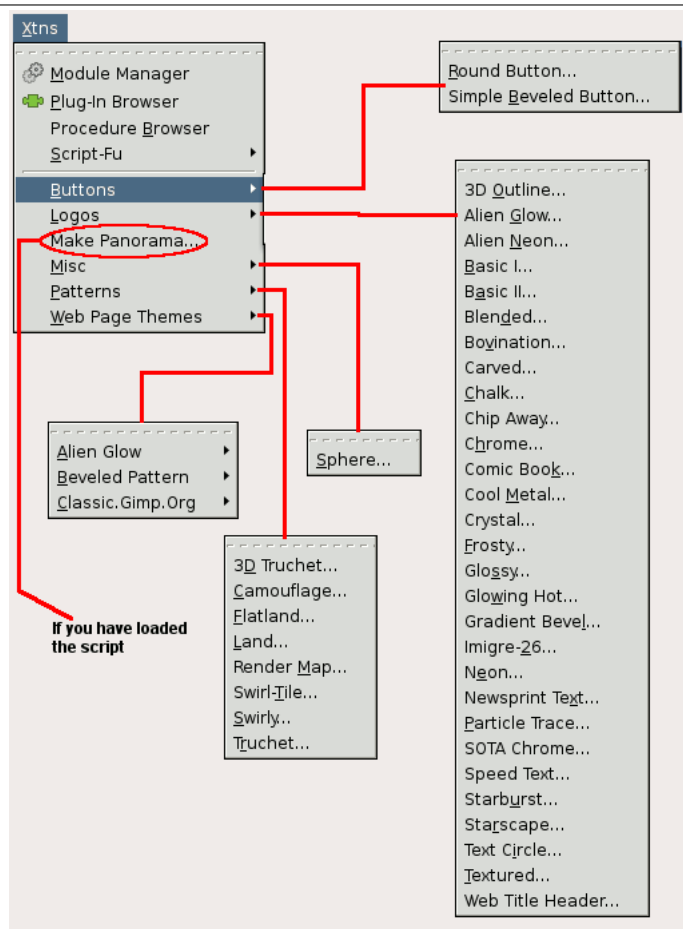 Xtns
Module Manager
Plug-In Browser
Procedure Browser
Script-Fu
Buttons
Logos
Make Panorama...
Misc
Patterns
Web Page Themes
Round Button...
Simple Beveled Button...
3D Outline...
Alien Glow...
Alien Neon...
Basic I...
Basic II...
Blended...
Bovination...
Carved...
Chalk...
Chip Away...
Chrome...
Comic Book...
Cool Metal...
Crystal...
Frosty...
Glossy...
Glowing Hot...
Gradient Bevel...
Imigre-26...
Neon...
Newsprint Text...
Particle Trace...
SOTA Chrome...
Speed Text...
Starburst...
Starscape...
Text Circle...
Textured...
Web Title Header...
Alien Glow
Beveled Pattern
Classic.Gimp.Org
Sphere...
3D Truchet...
Camouflage...
Flatland...
Land...
Render Map...
Swirl-Tile...
Swirly...
Truchet...
If you have loaded
the script